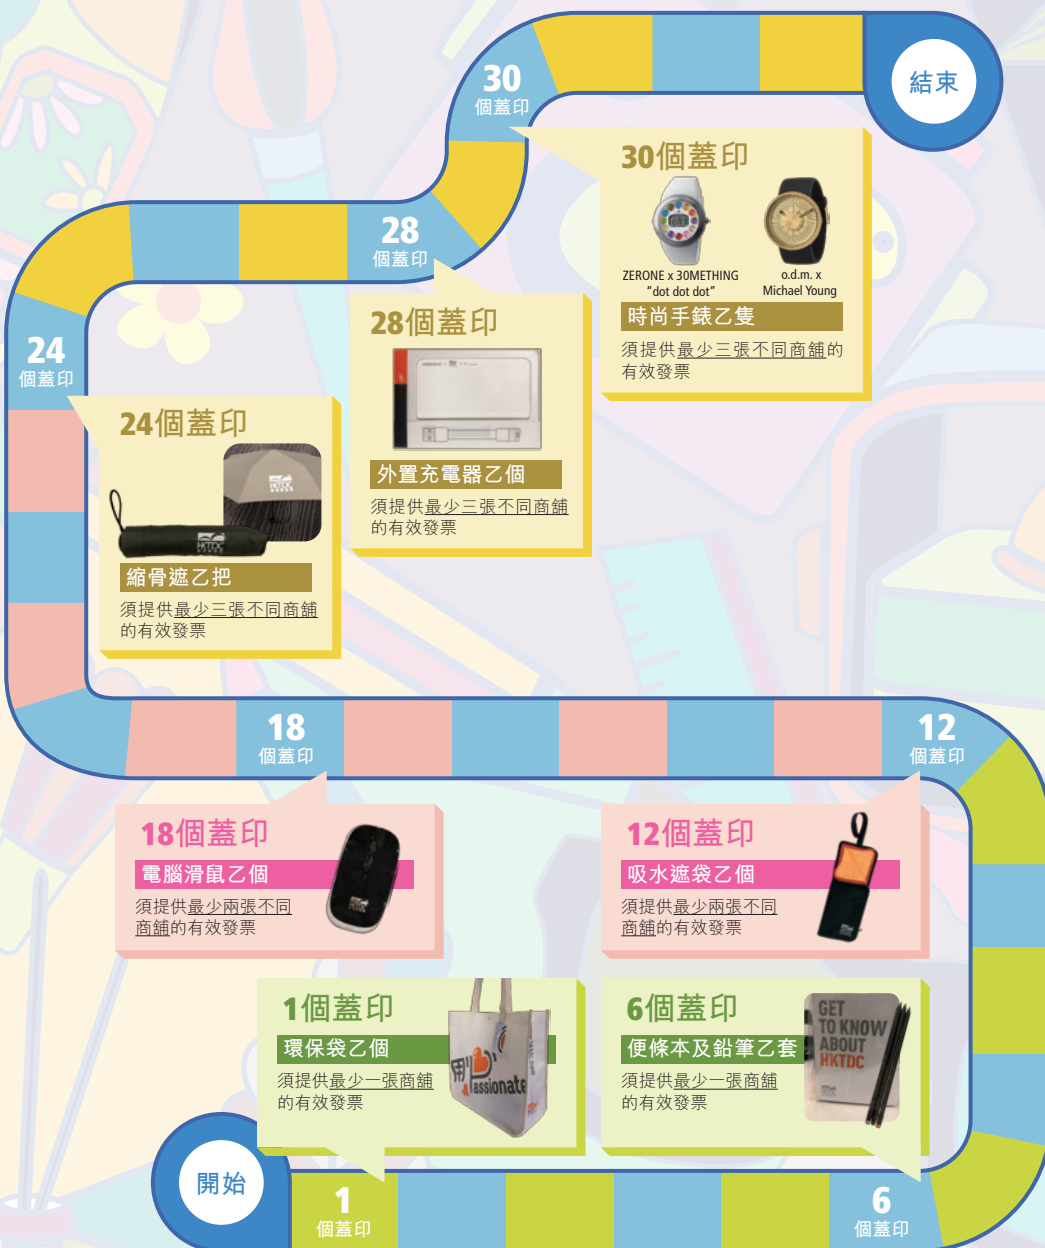 結束
30
個蓋印
30個蓋印
ZERONE x 30METHING
"dot dot dot"
o.d.m. x
Michael Young
時尚手錶乙隻
須提供最少三張不同商舖的
有效發票
28
個蓋印
28個蓋印
外置充電器乙個
須提供最少三張不同商舖
的有效發票
24
個蓋印
24個蓋印
HKTDC
HKTDC
縮骨遮乙把
須提供最少三張不同商舖
的有效發票
18
個蓋印
12
個蓋印
18個蓋印
電腦滑鼠乙個
須提供最少兩張不同
商舖的有效發票
12個蓋印
吸水遮袋乙個
須提供最少兩張不同
商舖的有效發票
1個蓋印
環保袋乙個
須提供最少一張商舖
的有效發票
用
Passionate
6個蓋印
便條本及鉛筆乙套
須提供最少一張商舖
的有效發票
GET
TO KNOW
ABOUT
HKTDC
開始
1
個蓋印
6
個蓋印